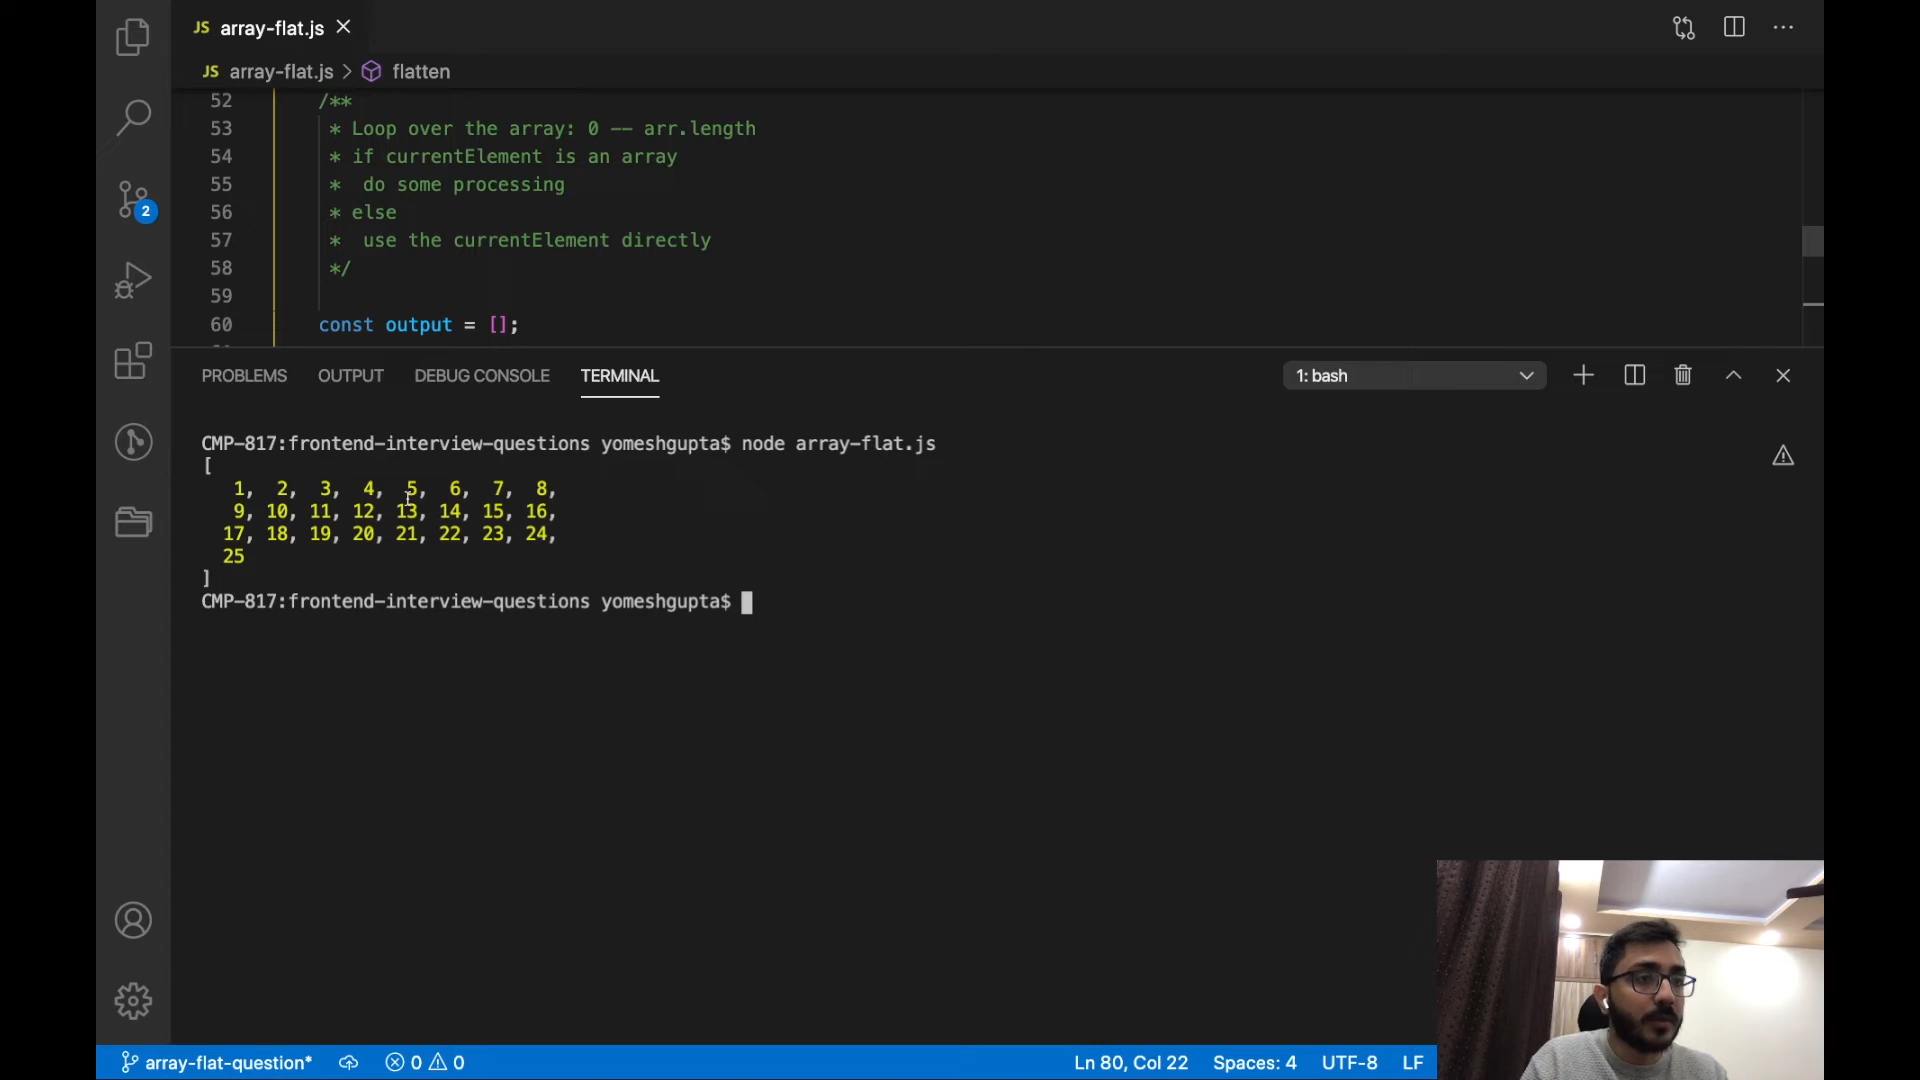 JS array-flat.js
JS array-flat.js > flatten
52 /**
53 * Loop over the array: 0 -- arr.length
54 * if currentElement is an array
55 *  do some processing
56 * else
57 *  use the currentElement directly
58 */
59
60 const output = [];
2
PROBLEMS OUTPUT DEBUG CONSOLE TERMINAL 1: bash
CMP-817:frontend-interview-questions yomeshgupta$ node array-flat.js
[
1, 2, 3, 4, 5, 6, 7, 8,
9, 10, 11, 12, 13, 14, 15, 16,
17, 18, 19, 20, 21, 22, 23, 24,
25
]
CMP-817:frontend-interview-questions yomeshgupta$
array-flat-question* 0 0 Ln 80, Col 22 Spaces: 4 UTF-8 LF